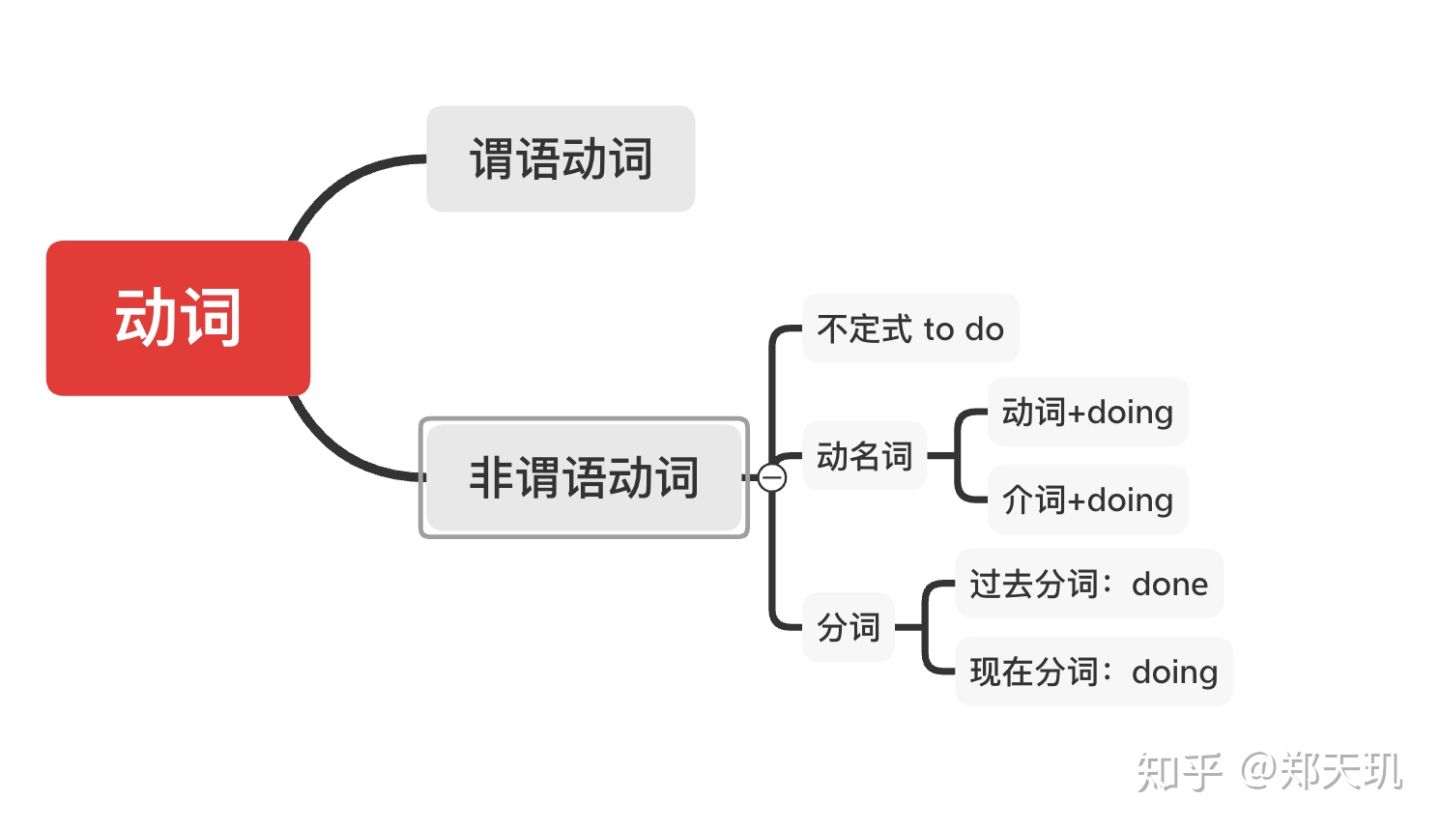 动词
谓语动词
非谓语动词
不定式 to do
动名词
动词+doing
介词+doing
分词
过去分词：done
现在分词：doing
知乎 @郑天玑